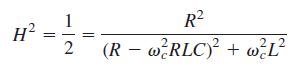 H² = 1/2 = R² / ((R − ω_c²RLC)² + ω_c²L²)